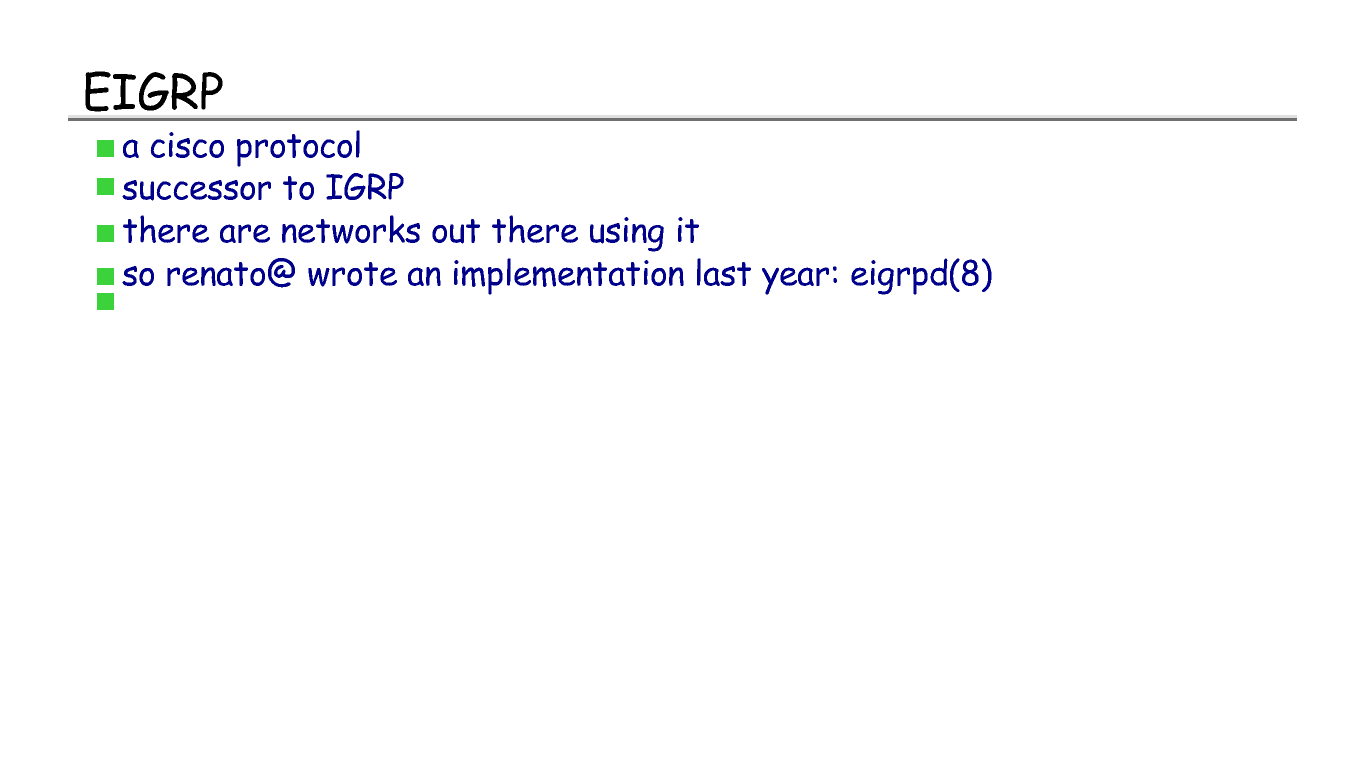 EIGRP
a cisco protocol
successor to IGRP
there are networks out there using it
so renato@ wrote an implementation last year: eigrpd(8)